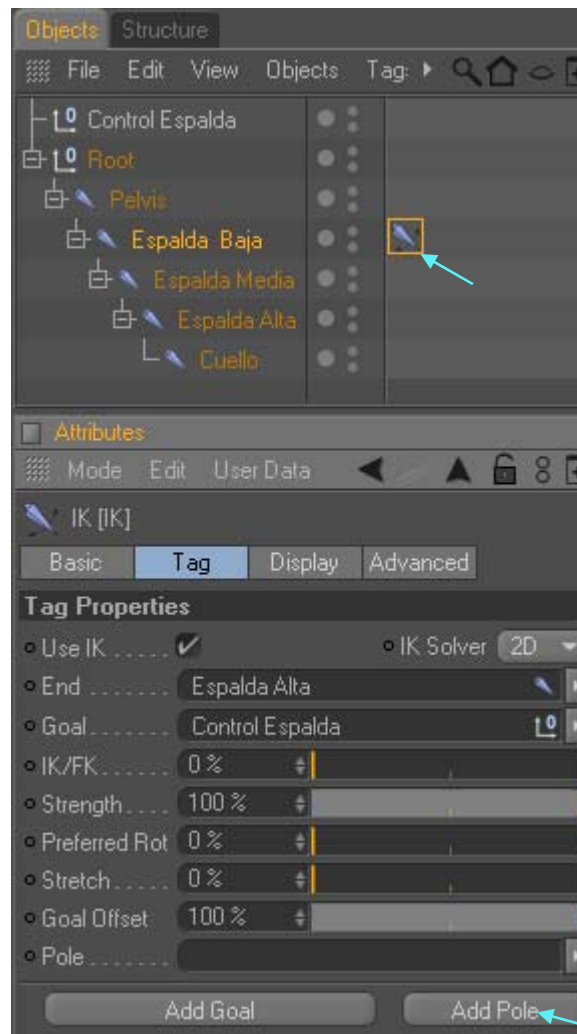 Objects Structure
File Edit View Objects Tag:
Control Espalda
Root
Pelvis
Espalda Baja
Espalda Media
Espalda Alta
Cuello
Attributes
Mode Edit User Data
IK [IK]
Basic Tag Display Advanced
Tag Properties
Use IK ..... IK Solver 2D
End ....... Espalda Alta
Goal....... Control Espalda
IK/FK...... 0 %
Strength.... 100 %
Preferred Rot 0 %
Stretch..... 0 %
Goal Offset 100 %
Pole........
Add Goal Add Pole